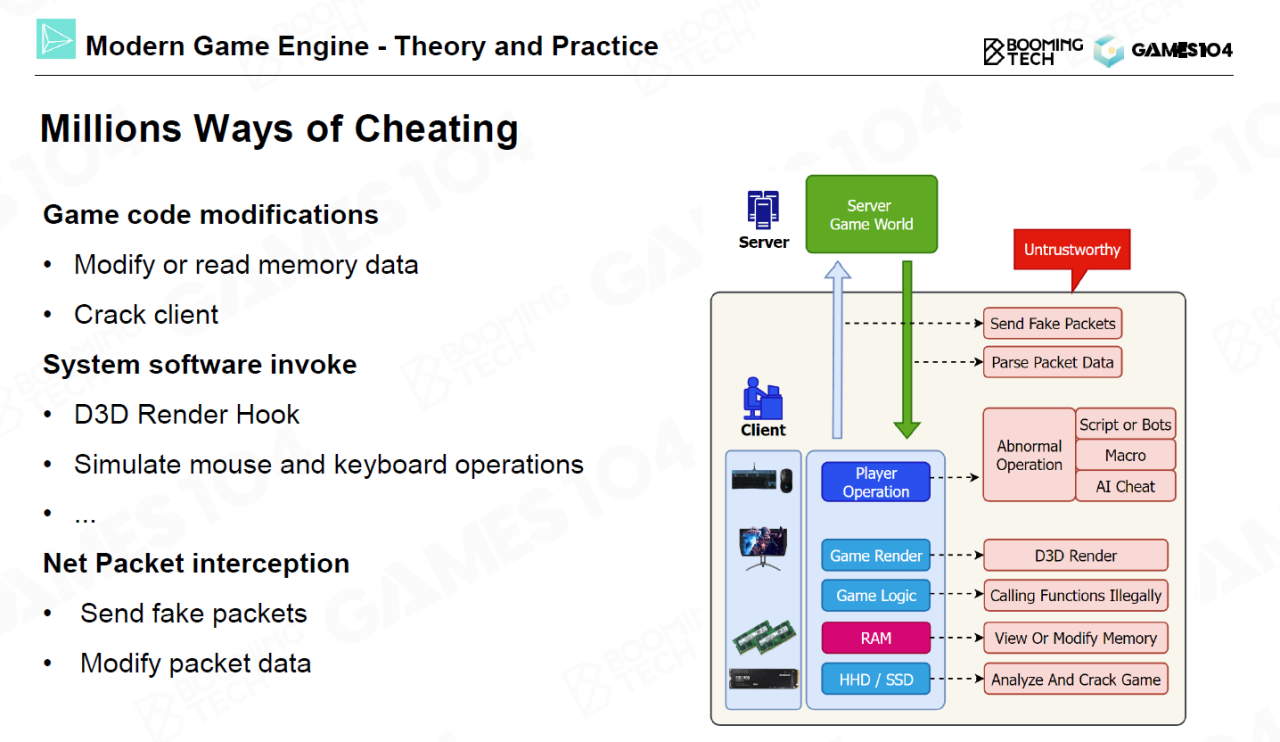 Modern Game Engine - Theory and Practice
BOOMING
TECH
GAMES104
Millions Ways of Cheating
Game code modifications
• Modify or read memory data
• Crack client
System software invoke
• D3D Render Hook
• Simulate mouse and keyboard operations
• ...
Net Packet interception
• Send fake packets
• Modify packet data
Server
Server
Game World
Untrustworthy
Send Fake Packets
Parse Packet Data
Client
Player
Operation
Abnormal
Operation
Script or Bots
Macro
AI Cheat
Game Render
D3D Render
Game Logic
Calling Functions Illegally
RAM
View Or Modify Memory
HHD / SSD
Analyze And Crack Game